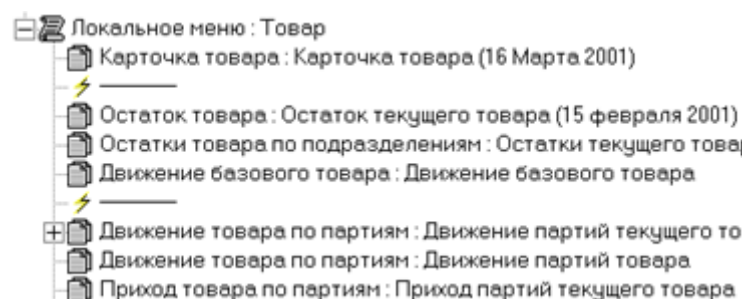 Локальное меню : Товар
Карточка товара : Карточка товара (16 Марта 2001)
Остаток товара : Остаток текущего товара (15 февраля 2001)
Остатки товара по подразделениям : Остатки текущего
Движение базового товара : Движение базового товара
Движение товара по партиям : Движение партий текущего
Движение товара по партиям : Движение партий товара
Приход товара по партиям : Приход партий текущего товара